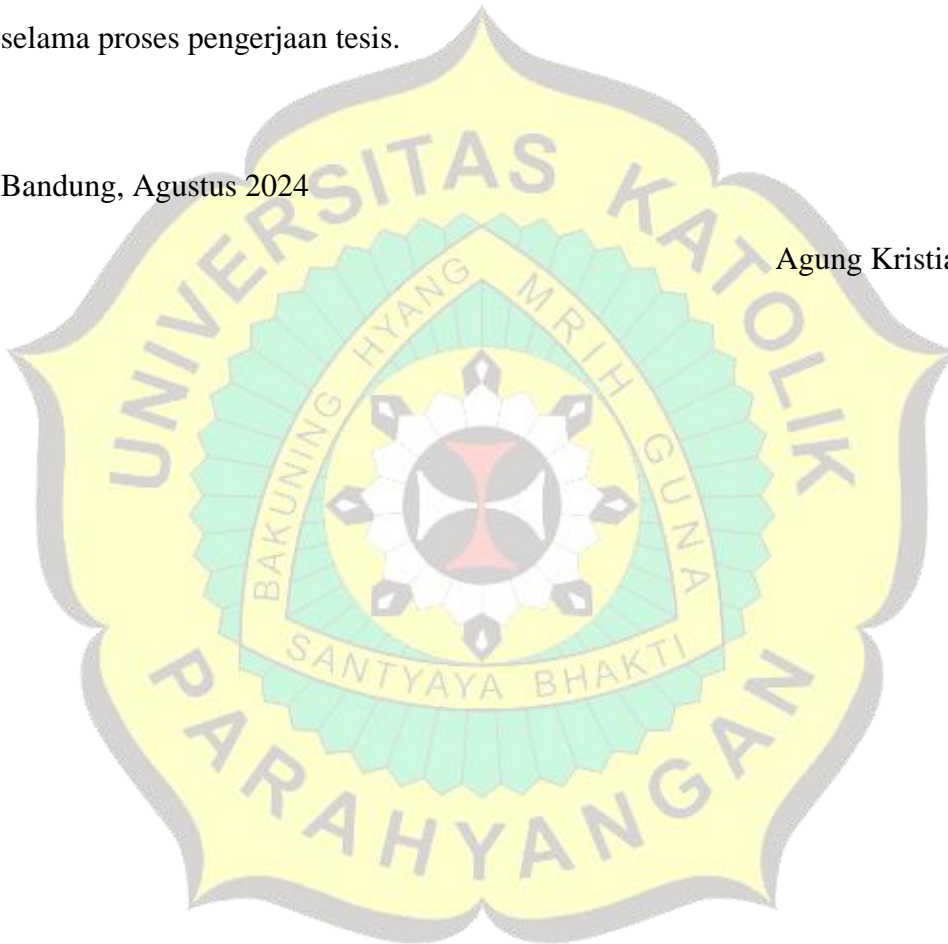 selama proses pengerjaan tesis.
Bandung, Agustus 2024
Agung Kristia
UNIVERSITAS KATOLIK
PARAHYANGAN
BAKUNING HYANG MRIH GUNA
SANTYAYA BHAKTI